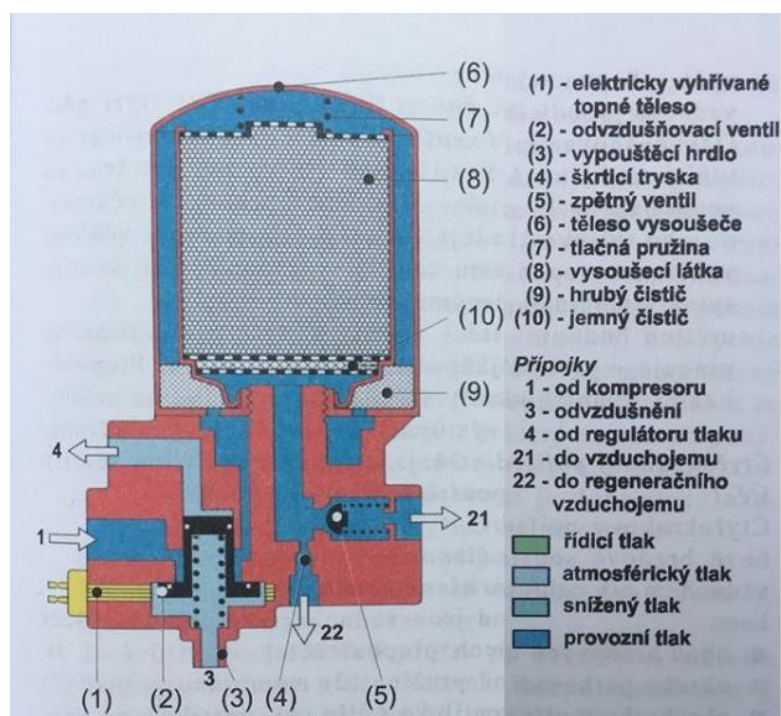 (6)
(7)
(8)
(10)
(9)
4
1
21
22
3
(1) (2) (3) (4) (5)
(1) - elektricky vyhřívané
topné těleso
(2) - odvzdušňovací ventil
(3) - vypouštěcí hrdlo
(4) - škrticí tryska
(5) - zpětný ventil
(6) - těleso vysoušeče
(7) - tlačná pružina
(8) - vysoušecí látka
(9) - hrubý čistič
(10) - jemný čistič
Přípojky
1 - od kompresoru
3 - odvzdušnění
4 - od regulátoru tlaku
21 - do vzduchojemu
22 - do regeneračního
vzduchojemu
řídicí tlak
atmosférický tlak
snížený tlak
provozní tlak